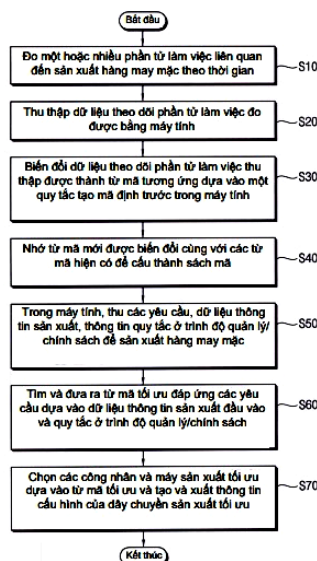 Bắt đầu
Đo một hoặc nhiều phần tử làm việc liên quan
đến sản xuất hàng may mặc theo thời gian
S10
Thu thập dữ liệu theo dõi phần tử làm việc đo
được bằng máy tính
S20
Biến đổi dữ liệu theo dõi phần tử làm việc thu
thập được thành từ mã tương ứng dựa vào một
quy tắc tạo mã định trước trong máy tính
S30
Nhớ từ mã mới được biến đổi cùng với các từ
mã hiện có để cấu thành sách mã
S40
Trong máy tính, thu các yêu cầu, dữ liệu thông
tin sản xuất, thông tin quy tắc ở trình độ quản lý/
chính sách để sản xuất hàng may mặc
S50
Tìm và đưa ra từ mã tối ưu đáp ứng các yêu
cầu dựa vào dữ liệu thông tin sản xuất đầu vào
và quy tắc ở trình độ quản lý/chính sách
S60
Chọn các công nhân và máy sản xuất tối ưu
dựa vào từ mã tối ưu và tạo và xuất thông tin
cấu hình của dây chuyền sản xuất tối ưu
S70
Kết thúc